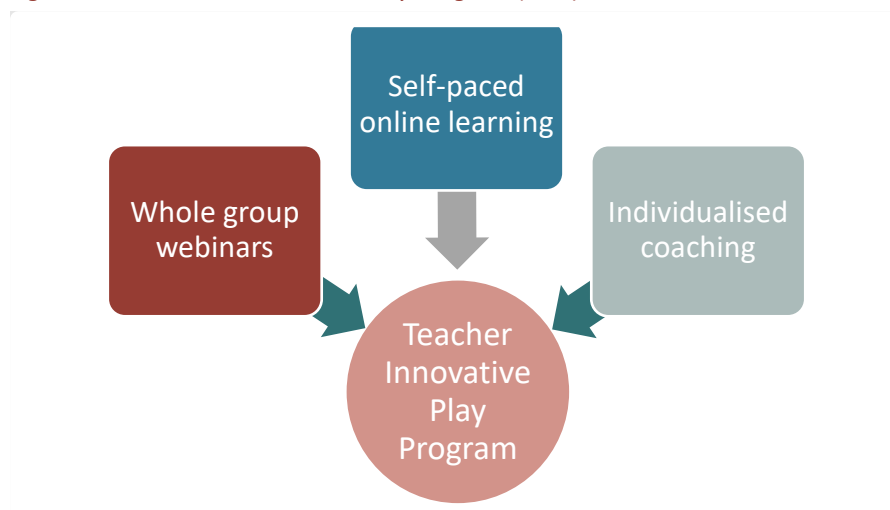 Self-paced
online learning
Whole group
webinars
Individualised
coaching
Teacher
Innovative
Play
Program